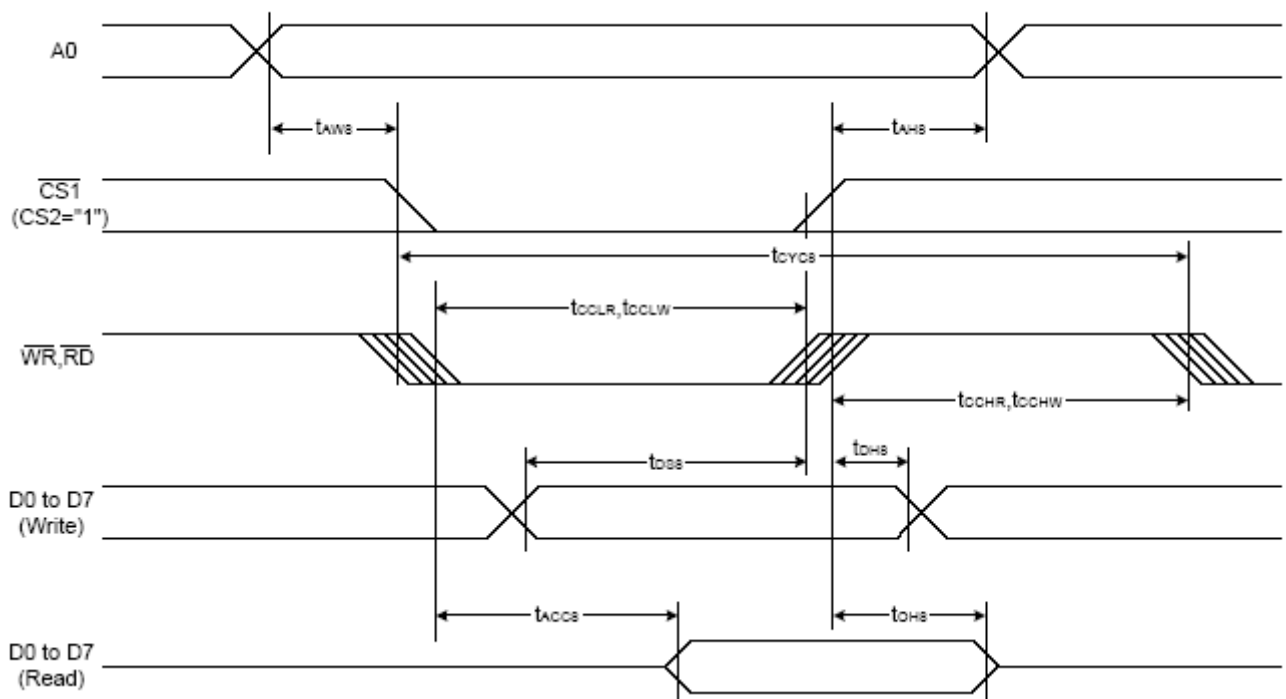 A0
tAW8
tAH8
CS1
(CS2="1")
tCYC8
tCCLR,tCCLW
WR,RD
tCCHR,tCCHW
tDS8
tDH8
D0 to D7
(Write)
tACC8
tOH8
D0 to D7
(Read)